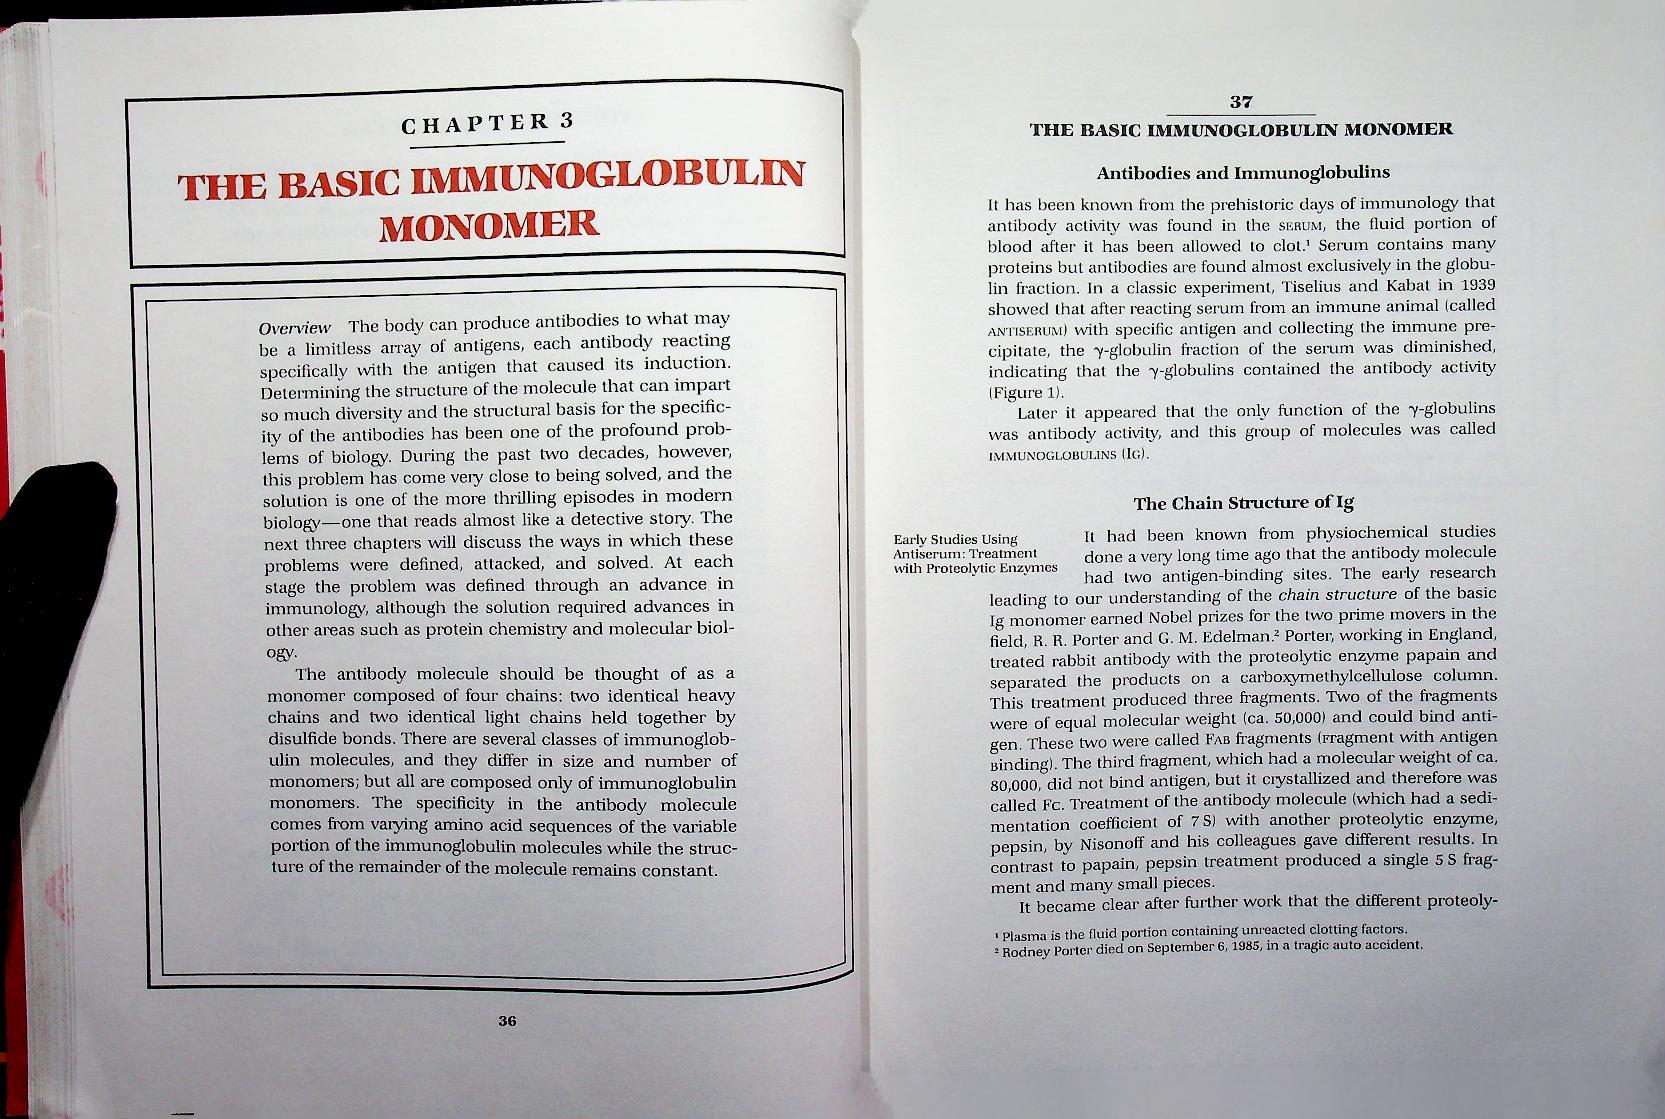 CHAPTER 3
THE BASIC IMMUNOGLOBULIN
MONOMER
Overview The body can produce antibodies to what may
be a limitless array of antigens, each antibody reacting
specifically with the antigen that caused its induction.
Determining the structure of the molecule that can impart
so much diversity and the structural basis for the specific-
ity of the antibodies has been one of the profound prob-
lems of biology. During the past two decades, however,
this problem has come very close to being solved, and the
solution is one of the more thrilling episodes in modern
biology—one that reads almost like a detective story. The
next three chapters will discuss the ways in which these
problems were defined, attacked, and solved. At each
stage the problem was defined through an advance in
immunology, although the solution required advances in
other areas such as protein chemistry and molecular biol-
ogy.
The antibody molecule should be thought of as a
monomer composed of four chains: two identical heavy
chains and two identical light chains held together by
disulfide bonds. There are several classes of immunoglob-
ulin molecules, and they differ in size and number of
monomers; but all are composed only of immunoglobulin
monomers. The specificity in the antibody molecule
comes from varying amino acid sequences of the variable
portion of the immunoglobulin molecules while the struc-
ture of the remainder of the molecule remains constant.
36
37
THE BASIC IMMUNOGLOBULIN MONOMER
Antibodies and Immunoglobulins
It has been known from the prehistoric days of immunology that
antibody activity was found in the SERUM, the fluid portion of
blood after it has been allowed to clot.¹ Serum contains many
proteins but antibodies are found almost exclusively in the globu-
lin fraction. In a classic experiment, Tiselius and Kabat in 1939
showed that after reacting serum from an immune animal (called
ANTISERUM) with specific antigen and collecting the immune pre-
cipitate, the γ-globulin fraction of the serum was diminished,
indicating that the γ-globulins contained the antibody activity
(Figure 1).
Later it appeared that the only function of the γ-globulins
was antibody activity, and this group of molecules was called
IMMUNOGLOBULINS (IG).
The Chain Structure of Ig
Early Studies Using
Antiserum: Treatment
with Proteolytic Enzymes
It had been known from physiochemical studies
done a very long time ago that the antibody molecule
had two antigen-binding sites. The early research
leading to our understanding of the chain structure of the basic
Ig monomer earned Nobel prizes for the two prime movers in the
field, R. R. Porter and G. M. Edelman.² Porter, working in England,
treated rabbit antibody with the proteolytic enzyme papain and
separated the products on a carboxymethylcellulose column.
This treatment produced three fragments. Two of the fragments
were of equal molecular weight (ca. 50,000) and could bind anti-
gen. These two were called FAB fragments (Fragment with Antigen
Binding). The third fragment, which had a molecular weight of ca.
80,000, did not bind antigen, but it crystallized and therefore was
called Fc. Treatment of the antibody molecule (which had a sedi-
mentation coefficient of 7 S) with another proteolytic enzyme,
pepsin, by Nisonoff and his colleagues gave different results. In
contrast to papain, pepsin treatment produced a single 5 S frag-
ment and many small pieces.
It became clear after further work that the different proteoly-
¹ Plasma is the fluid portion containing unreacted clotting factors.
² Rodney Porter died on September 6, 1985, in a tragic auto accident.